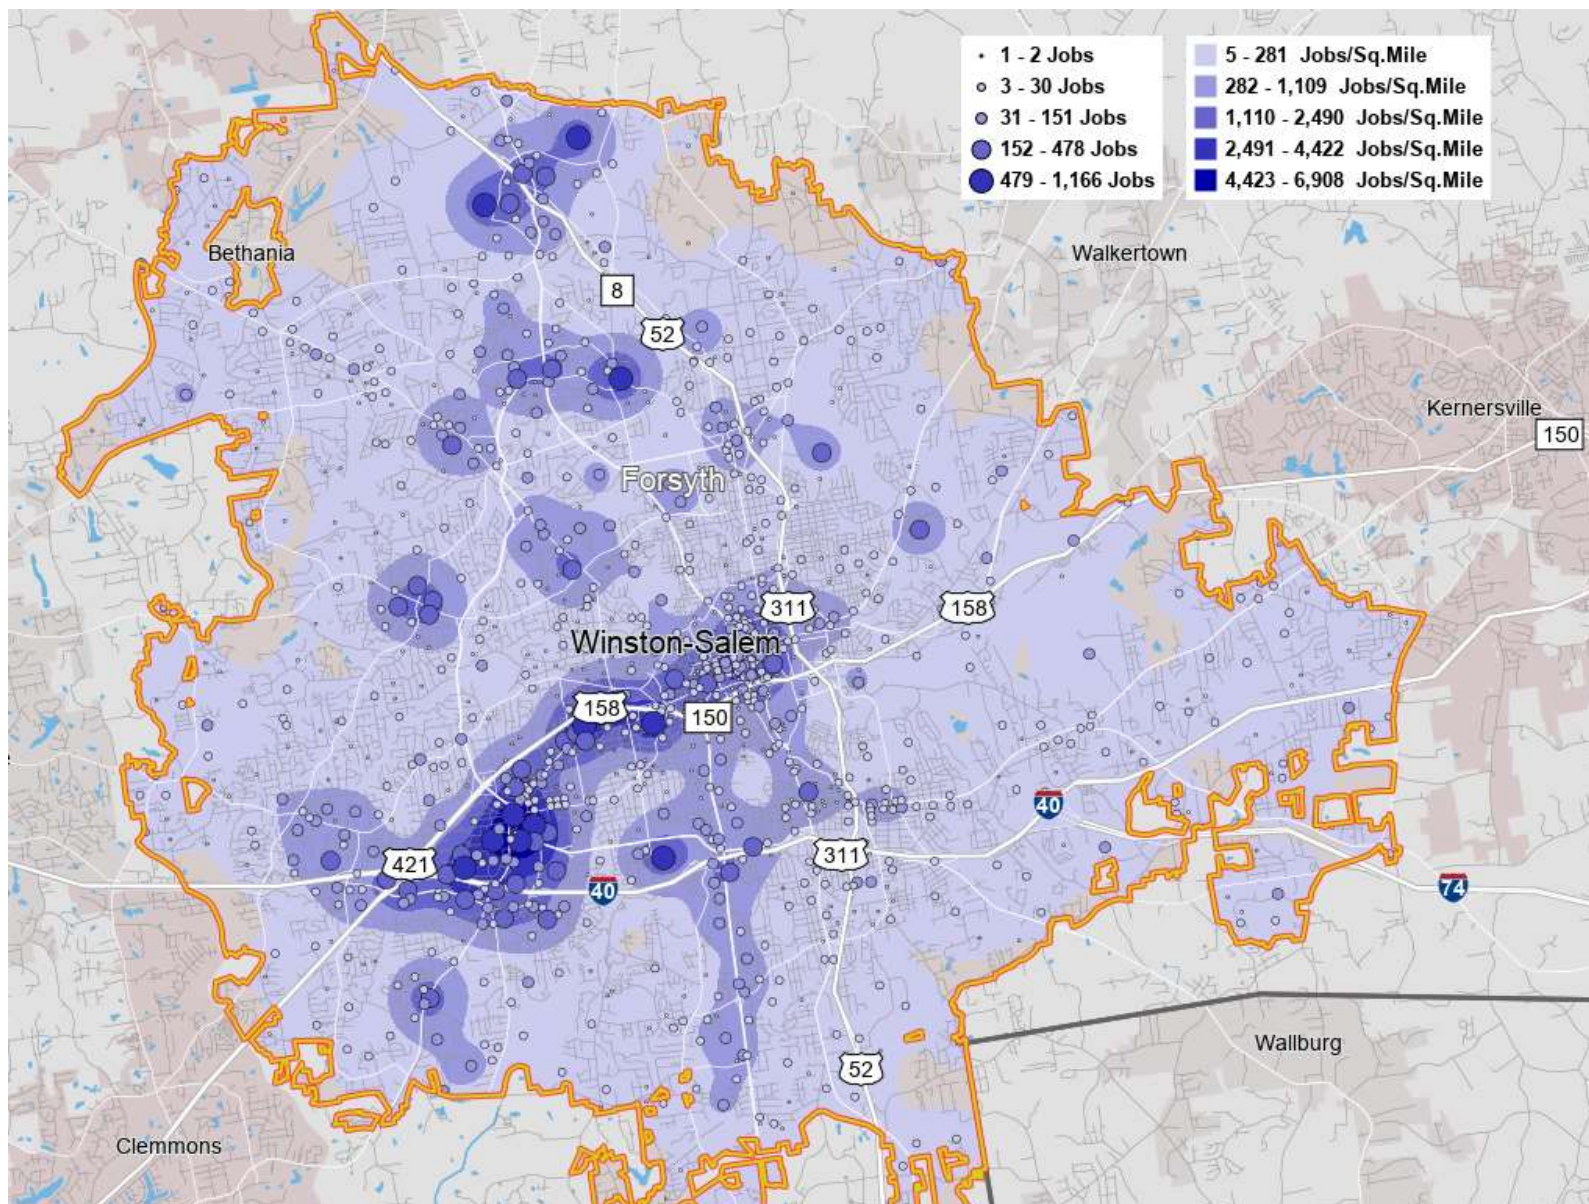 1 - 2 Jobs
3 - 30 Jobs
31 - 151 Jobs
152 - 478 Jobs
479 - 1,166 Jobs
5 - 281 Jobs/Sq.Mile
282 - 1,109 Jobs/Sq.Mile
1,110 - 2,490 Jobs/Sq.Mile
2,491 - 4,422 Jobs/Sq.Mile
4,423 - 6,908 Jobs/Sq.Mile
Bethania
Walkertown
8
52
Kernersville
150
Forsyth
311
158
Winston-Salem
158
150
40
311
421
40
74
Wallburg
52
Clemmons